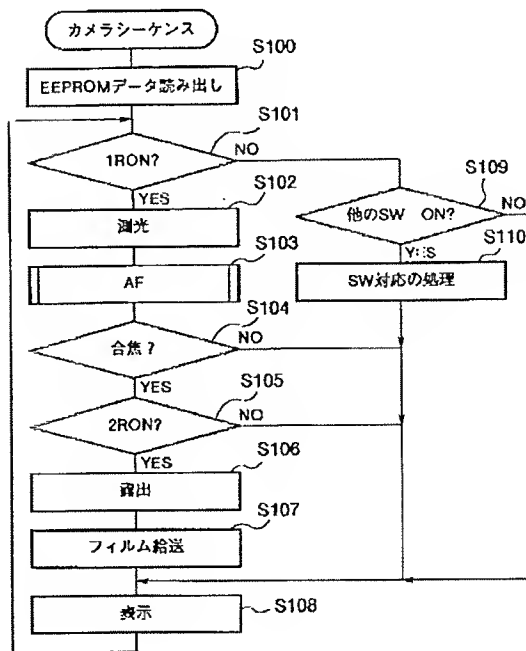 カメラシーケンス
S100
EEPROMデータ読み出し
S101
1RON?
NO
YES
S102
測光
S103
AF
S104
合焦?
NO
YES
S105
2RON?
NO
YES
S106
露出
S107
フィルム給送
S108
表示
S109
他のSW ON?
NO
YES
S110
SW対応の処理